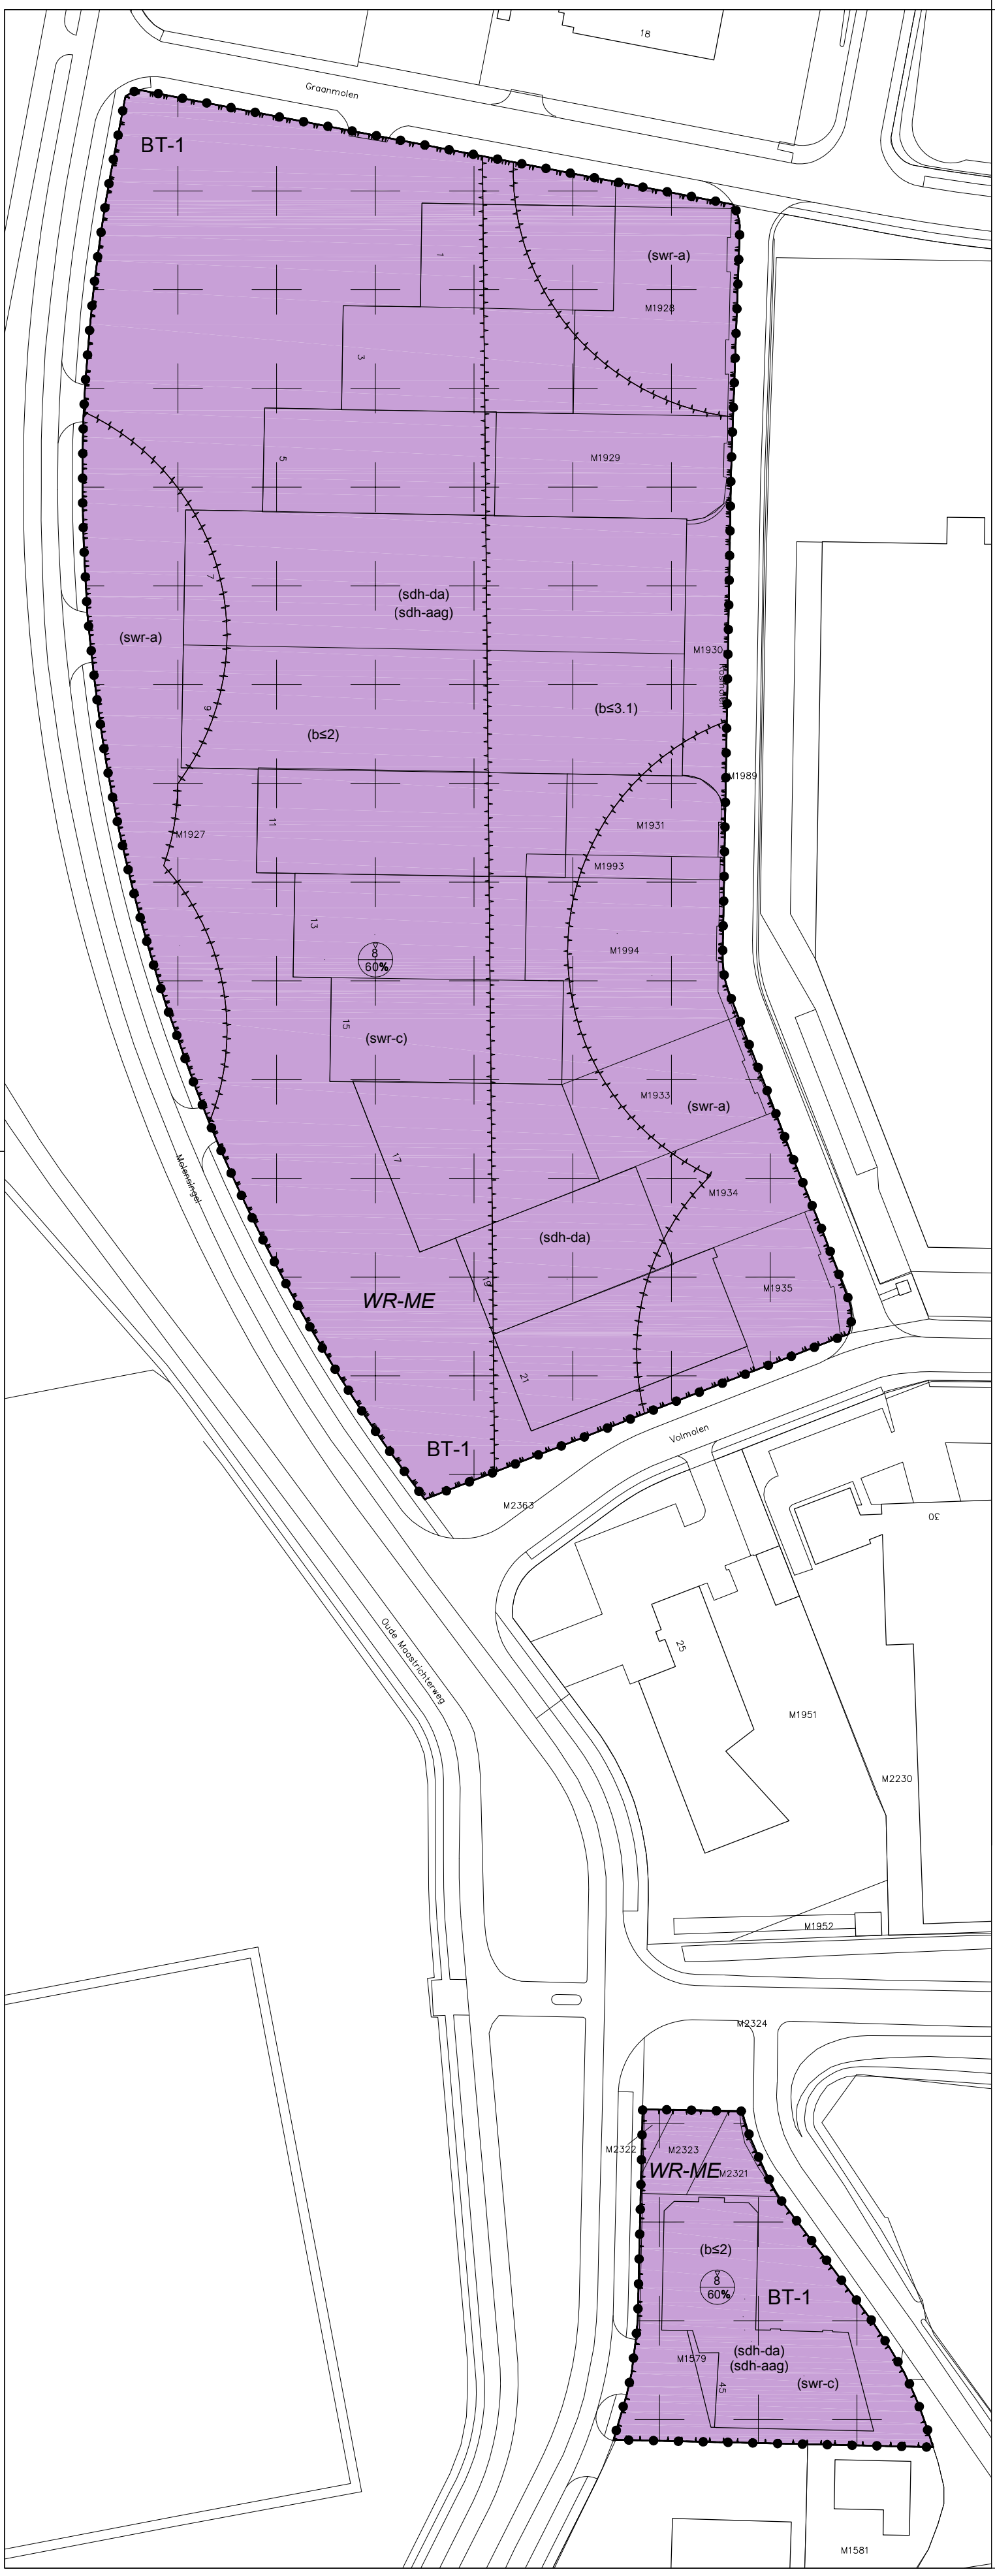 18
Graanmolen
BT-1
1
(swr-a)
M1928
3
5
M1929
7
(sdh-da)
(sdh-aag)
(swr-a)
M1930
Rosmolen
9
(b≤2)
(b≤3.1)
M1989
11
M1927
M1931
M1993
13
8
60%
M1994
15
(swr-c)
M1933
(swr-a)
Molensingel
17
M1934
(sdh-da)
19
M1935
WR-ME
21
BT-1
Volmolen
M2363
30
Oude Maastrichterweg
25
M1951
M2230
M1952
M2324
M2322
M2323
WR-ME
M2321
(b≤2)
8
60%
BT-1
(sdh-da)
M1579
(sdh-aag)
(swr-c)
45
M1581